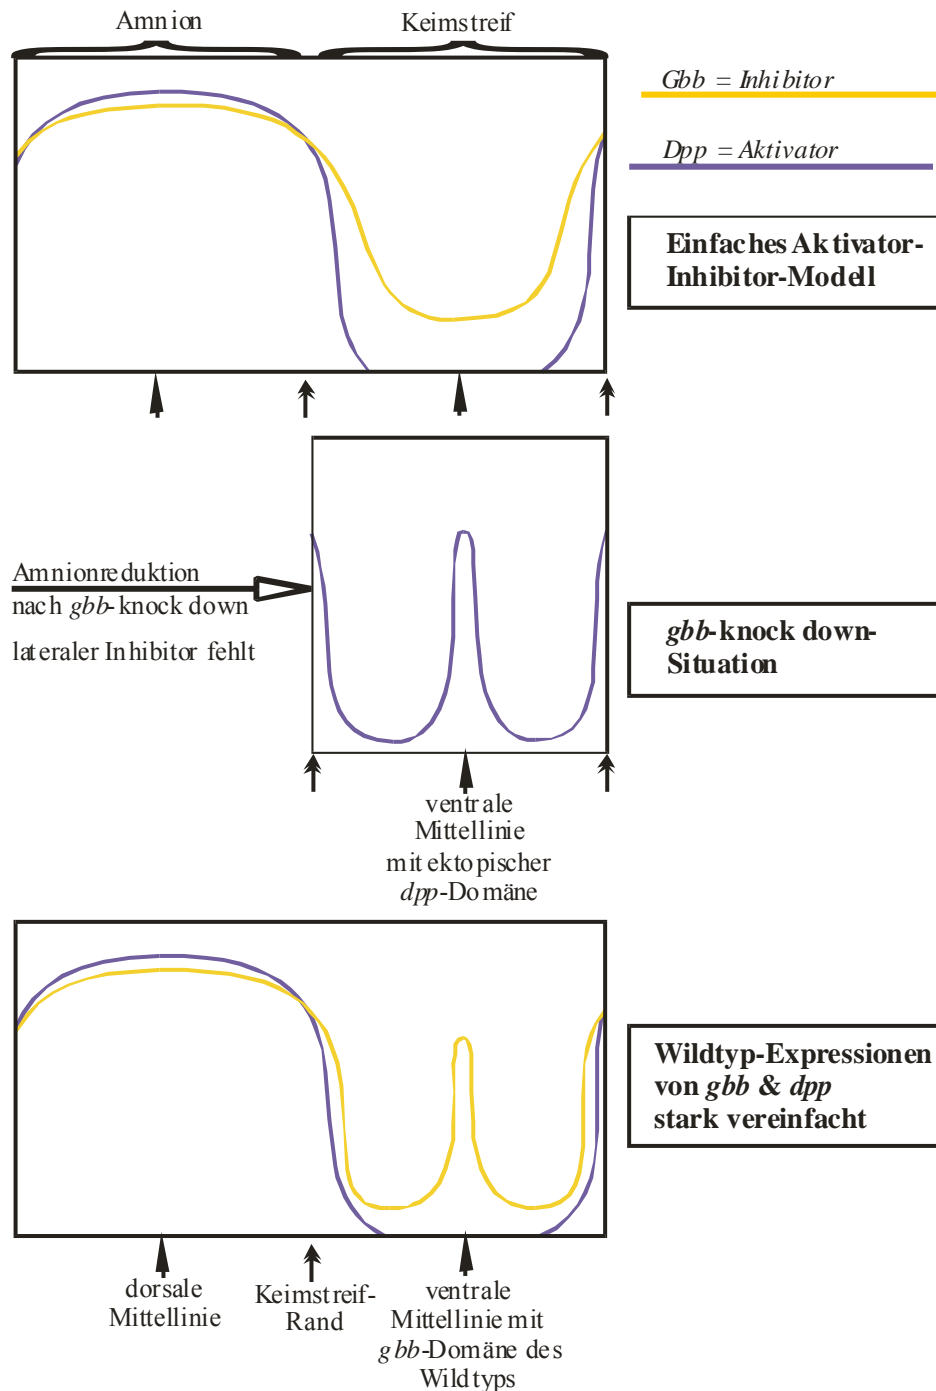 Amnion
Keimstreif
Gbb = Inhibitor
Dpp = Aktivator
Einfaches Aktivator-
Inhibitor-Modell
Amnionreduktion
nach gbb-knock down
lateraler Inhibitor fehlt
gbb-knock down-
Situation
ventrale
Mittellinie
mit ektopischer
dpp-Domäne
Wildtyp-Expressionen
von gbb & dpp
stark vereinfacht
dorsale
Mittellinie
Keimstreif-
Rand
ventrale
Mittellinie mit
gbb-Domäne des
Wildtyps